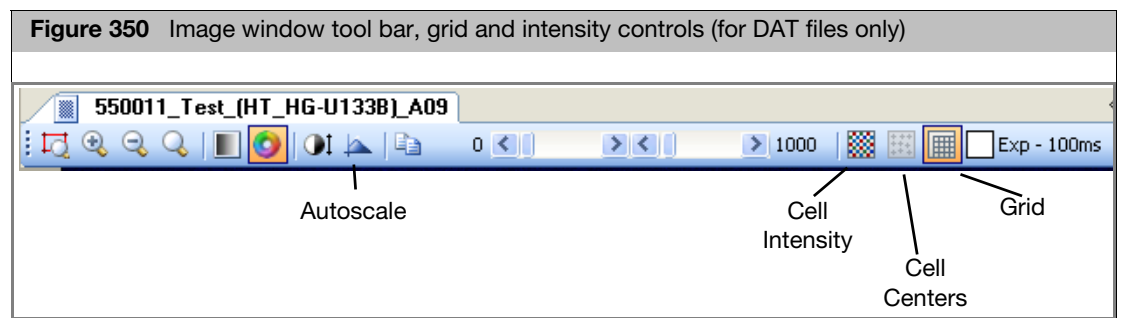 Figure 350 Image window tool bar, grid and intensity controls (for DAT files only)
550011_Test_(HT_HG-U133B)_A09
0 1000 Exp - 100ms
Autoscale
Cell
Intensity
Grid
Cell
Centers